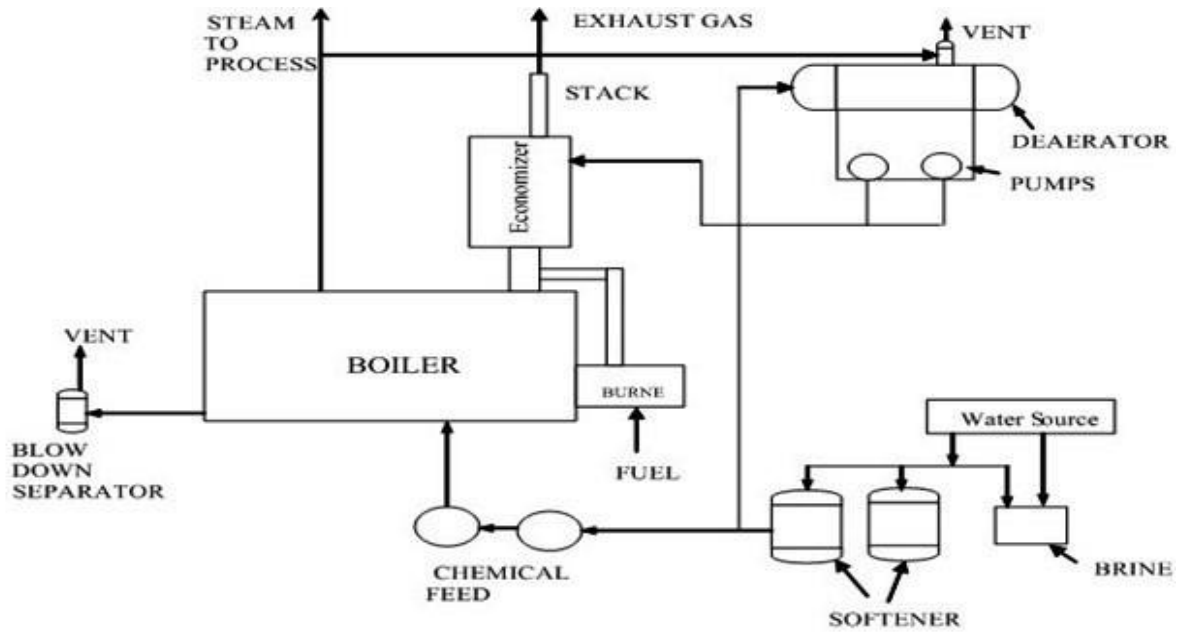 STEAM
TO
PROCESS
EXHAUST GAS
VENT
STACK
DEAERATOR
PUMPS
Economizer
VENT
BOILER
BURNE
Water Source
BLOW
DOWN
SEPARATOR
FUEL
CHEMICAL
FEED
BRINE
SOFTENER